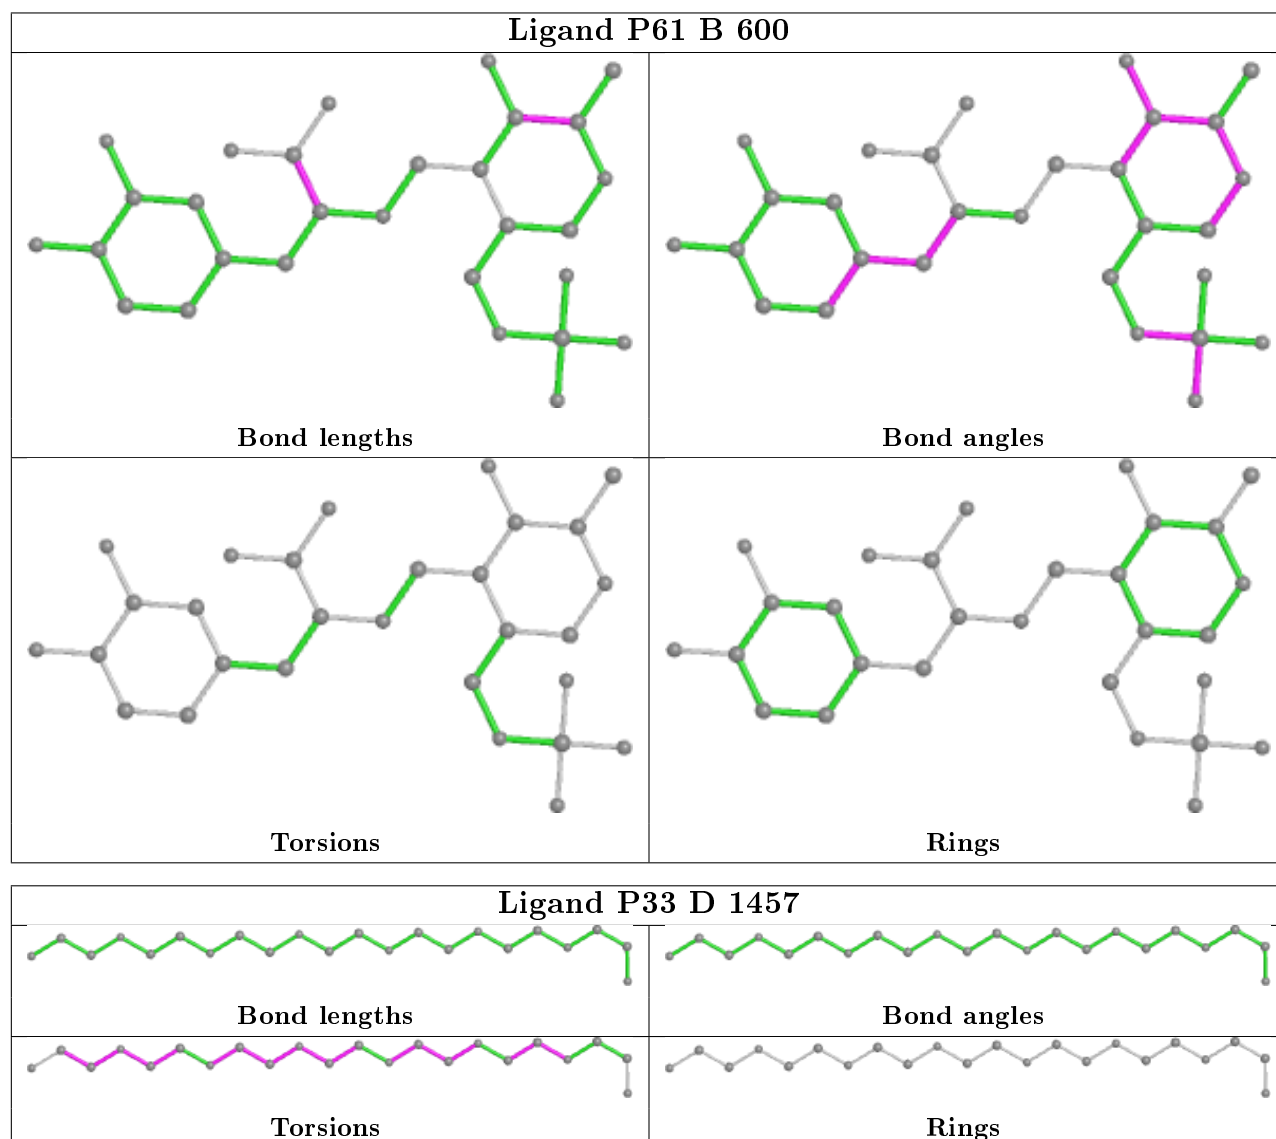 Ligand P61 B 600
Bond lengths
Bond angles
Torsions
Rings
Ligand P33 D 1457
Bond lengths
Bond angles
Torsions
Rings